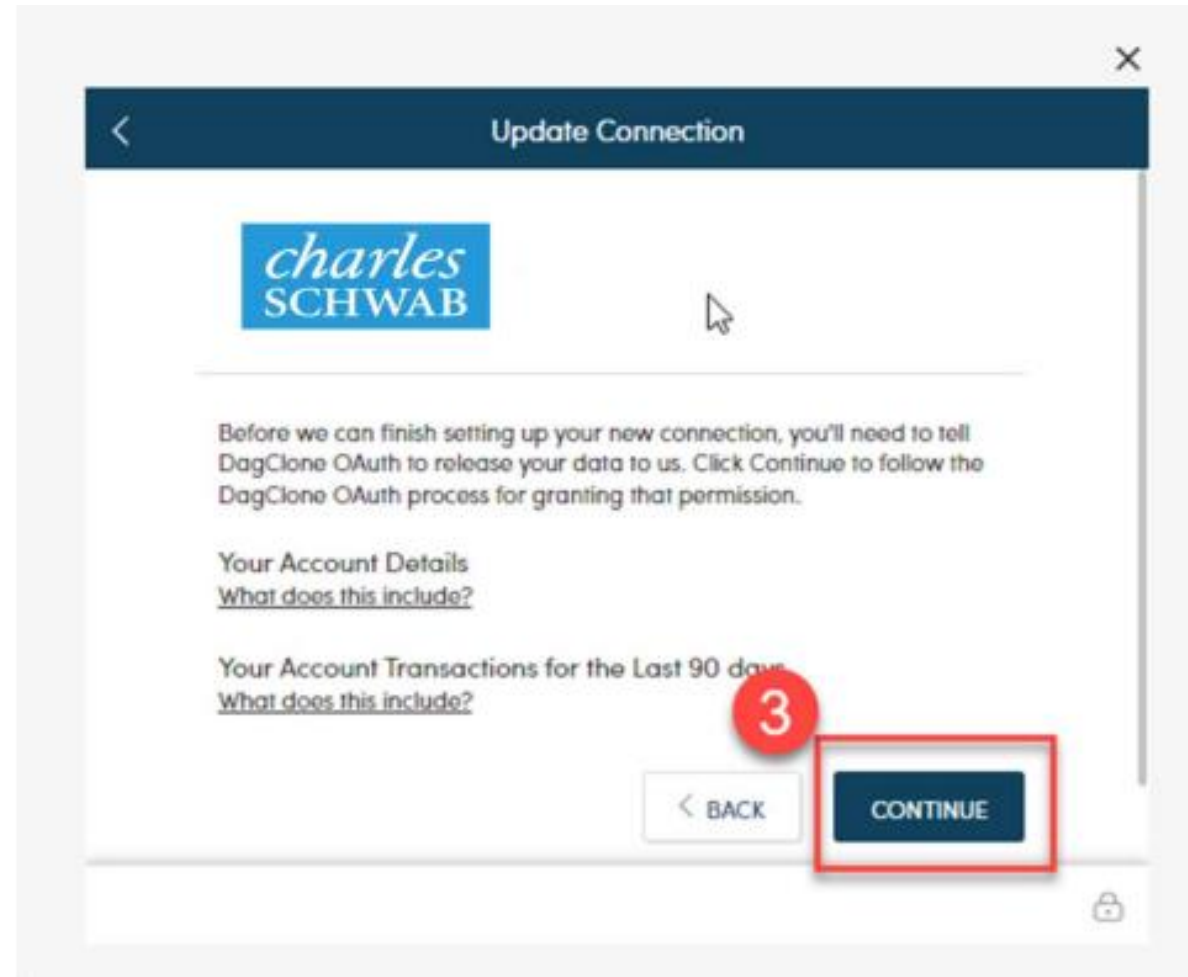 Update Connection
charles
SCHWAB
Before we can finish setting up your new connection, you'll need to tell
DagClone OAuth to release your data to us. Click Continue to follow the
DagClone OAuth process for granting that permission.
Your Account Details
What does this include?
Your Account Transactions for the Last 90 days
What does this include?
3
BACK
CONTINUE